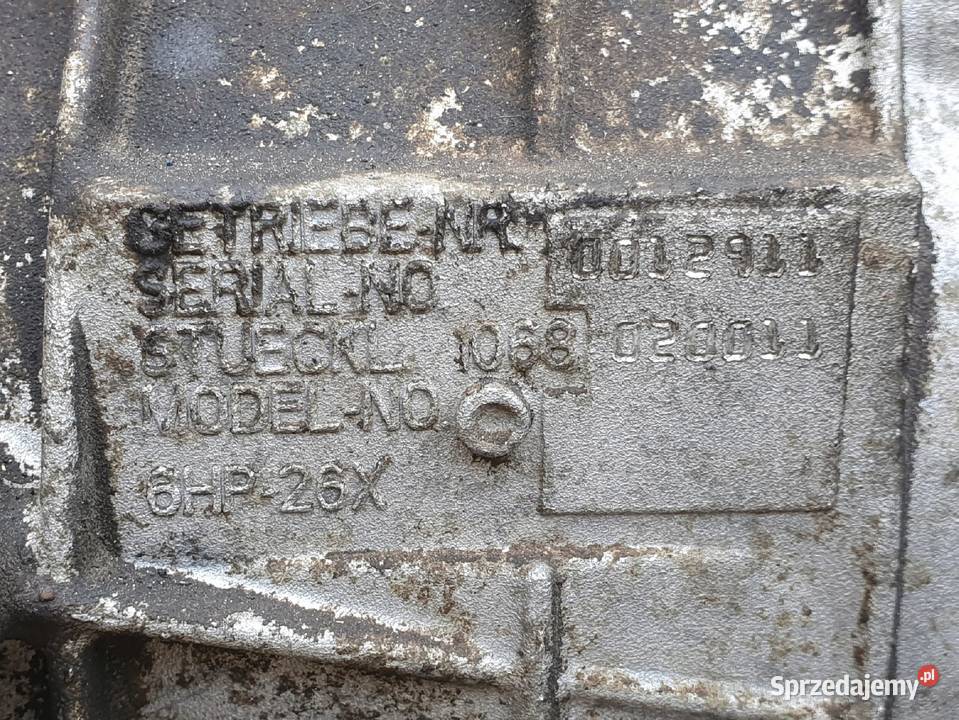 GETRIEBE-NR. 0012911
SERIAL-NO.
STUECKL. 1068 020011
MODEL-NO.
6HP-26X
Sprzedajemy.pl